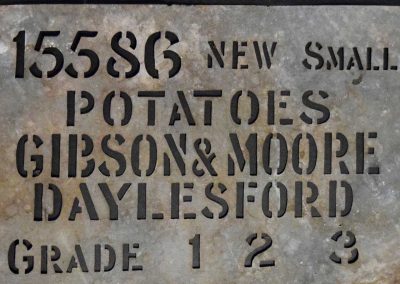 15586 NEW SMALL
POTATOES
GIBSON & MOORE
DAYLESFORD
GRADE 1 2 3